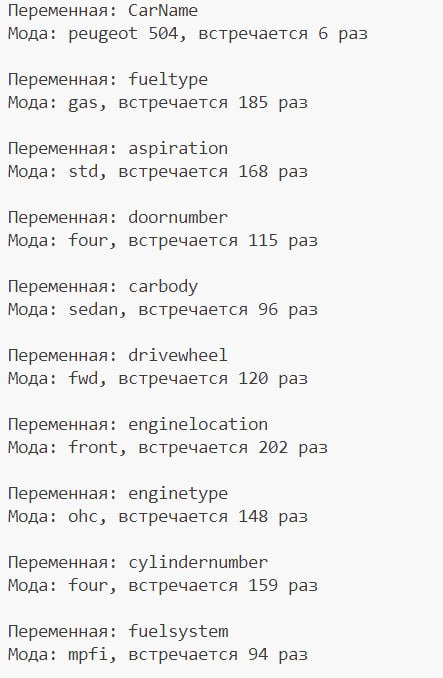 Переменная: CarName
Мода: peugeot 504, встречается 6 раз
Переменная: fueltype
Мода: gas, встречается 185 раз
Переменная: aspiration
Мода: std, встречается 168 раз
Переменная: doornumber
Мода: four, встречается 115 раз
Переменная: carbody
Мода: sedan, встречается 96 раз
Переменная: drivewheel
Мода: fwd, встречается 120 раз
Переменная: enginelocation
Мода: front, встречается 202 раз
Переменная: enginetype
Мода: ohc, встречается 148 раз
Переменная: cylindernumber
Мода: four, встречается 159 раз
Переменная: fuelsystem
Мода: mpfi, встречается 94 раз